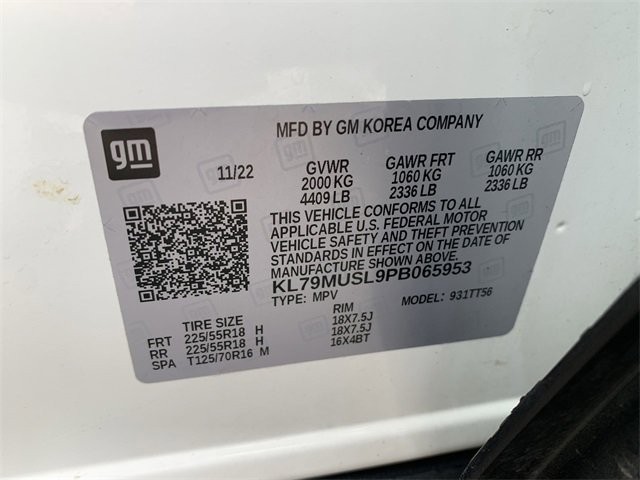 gm
MFD BY GM KOREA COMPANY
11/22 GVWR GAWR FRT GAWR RR
2000 KG 1060 KG 1060 KG
4409 LB 2336 LB 2336 LB
THIS VEHICLE CONFORMS TO ALL
APPLICABLE U.S. FEDERAL MOTOR
VEHICLE SAFETY AND THEFT PREVENTION
STANDARDS IN EFFECT ON THE DATE OF
MANUFACTURE SHOWN ABOVE.
KL79MUSL9PB065953
TYPE: MPV MODEL: 931TT56
TIRE SIZE RIM
FRT 225/55R18 H 18X7.5J
RR 225/55R18 H 18X7.5J
SPA T125/70R16 M 16X4BT